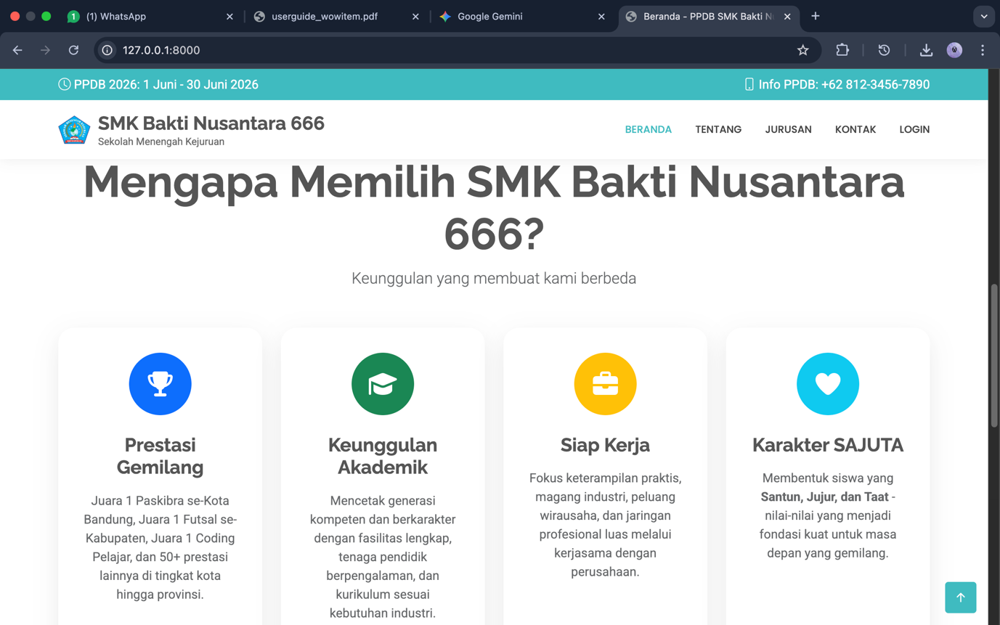 1
(1) WhatsApp
userguide_wowitem.pdf
Google Gemini
Beranda - PPDB SMK Bakti N
127.0.0.1:8000
PPDB 2026: 1 Juni - 30 Juni 2026
Info PPDB: +62 812-3456-7890
SMK Bakti Nusantara 666
Sekolah Menengah Kejuruan
BERANDA
TENTANG
JURUSAN
KONTAK
LOGIN
Mengapa Memilih SMK Bakti Nusantara
666?
Keunggulan yang membuat kami berbeda
Prestasi
Gemilang
Juara 1 Paskibra se-Kota
Bandung, Juara 1 Futsal se-
Kabupaten, Juara 1 Coding
Pelajar, dan 50+ prestasi
lainnya di tingkat kota
hingga provinsi.
Keunggulan
Akademik
Mencetak generasi
kompeten dan berkarakter
dengan fasilitas lengkap,
tenaga pendidik
berpengalaman, dan
kurikulum sesuai
kebutuhan industri.
Siap Kerja
Fokus keterampilan praktis,
magang industri, peluang
wirausaha, dan jaringan
profesional luas melalui
kerjasama dengan
perusahaan.
Karakter SAJUTA
Membentuk siswa yang
Santun, Jujur, dan Taat -
nilai-nilai yang menjadi
fondasi kuat untuk masa
depan yang gemilang.